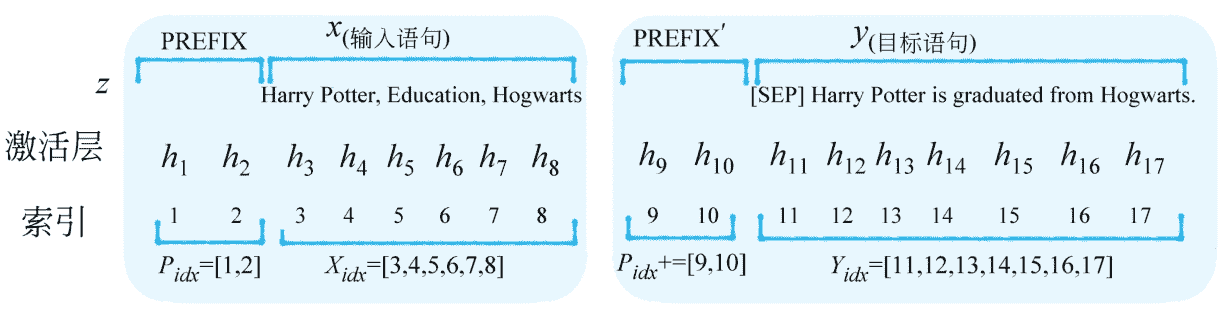 PREFIX x(输入语句) PREFIX′ y(目标语句)
z Harry Potter, Education, Hogwarts [SEP] Harry Potter is graduated from Hogwarts.
激活层 h1 h2 h3 h4 h5 h6 h7 h8 h9 h10 h11 h12 h13 h14 h15 h16 h17
索引 1 2 3 4 5 6 7 8 9 10 11 12 13 14 15 16 17
Pidx=[1,2] Xidx=[3,4,5,6,7,8] Pidx+=[9,10] Yidx=[11,12,13,14,15,16,17]